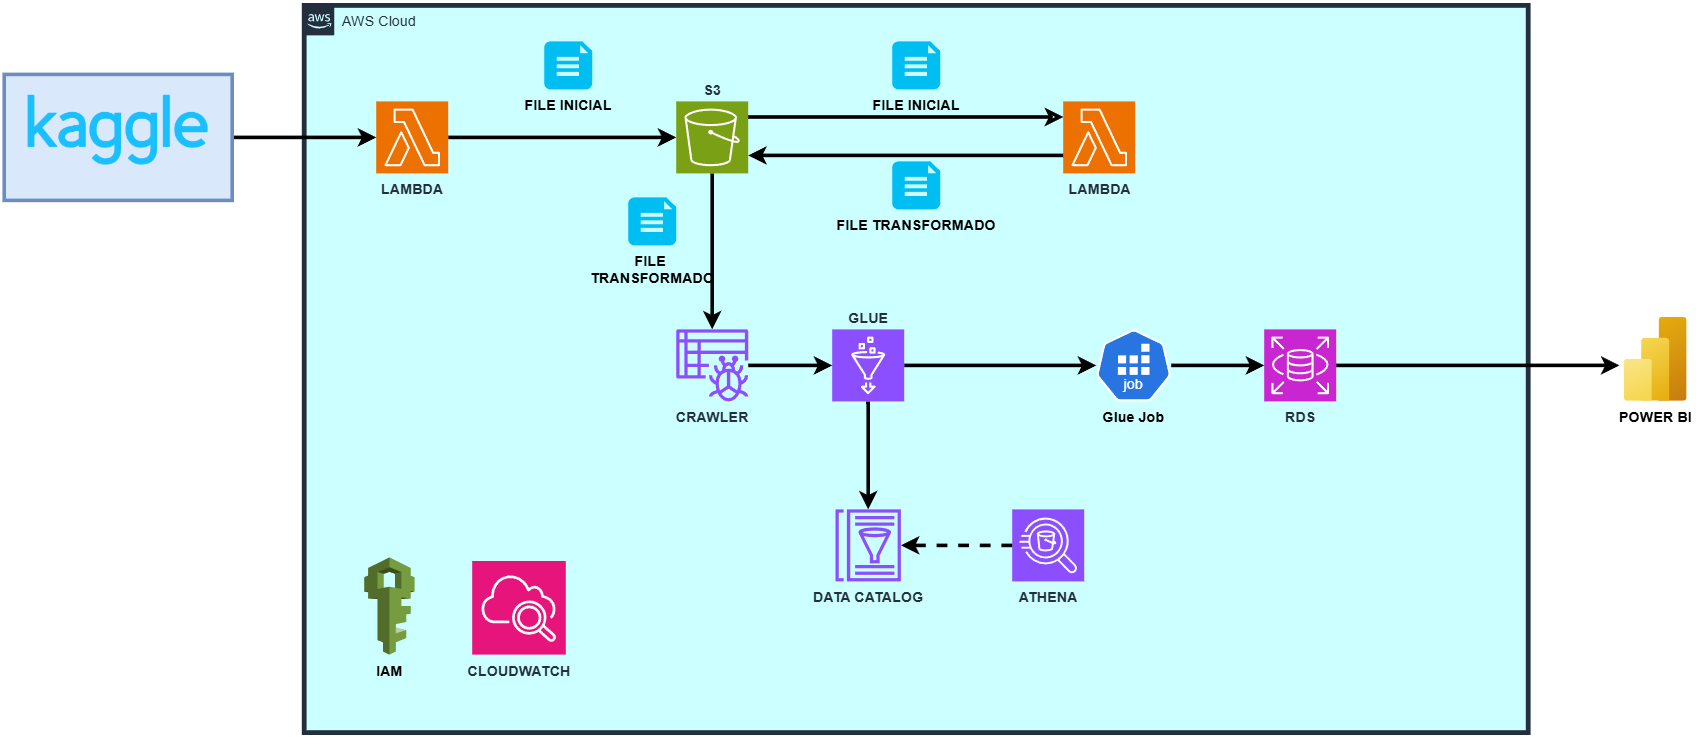 aws
AWS Cloud
kaggle
FILE INICIAL
S3
FILE INICIAL
LAMBDA
LAMBDA
FILE TRANSFORMADO
FILE
TRANSFORMADO
GLUE
job
CRAWLER
Glue Job
RDS
POWER BI
DATA CATALOG
ATHENA
IAM
CLOUDWATCH